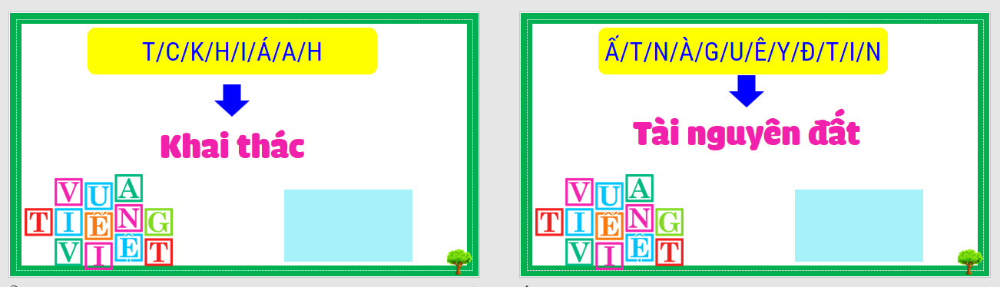 T/C/K/H/I/Á/A/H
Khai thác
VUA
TIẾNG
VIỆT
Ấ/T/N/À/G/U/Ê/Y/Đ/T/I/N
Tài nguyên đất
VUA
TIẾNG
VIỆT